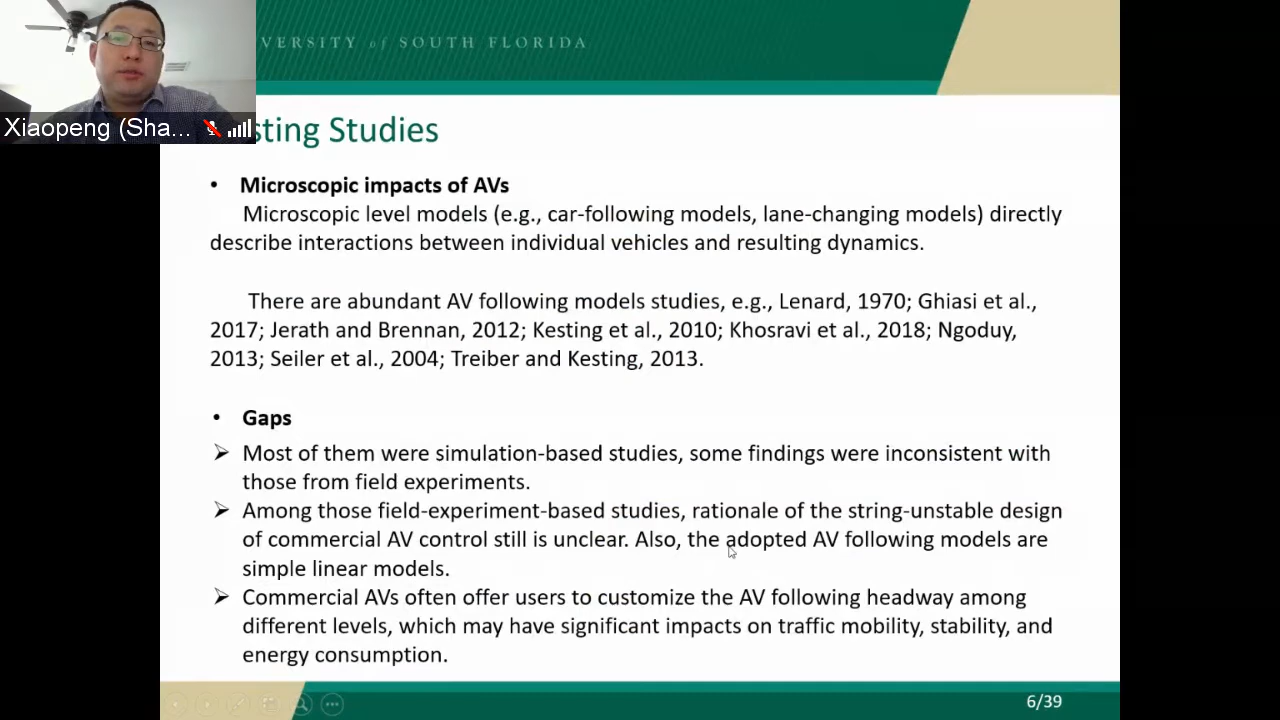 VERSITY of SOUTH FLORIDA
Xiaopeng (Sha...
sting Studies
• Microscopic impacts of AVs
Microscopic level models (e.g., car-following models, lane-changing models) directly
describe interactions between individual vehicles and resulting dynamics.
There are abundant AV following models studies, e.g., Lenard, 1970; Ghiasi et al.,
2017; Jerath and Brennan, 2012; Kesting et al., 2010; Khosravi et al., 2018; Ngoduy,
2013; Seiler et al., 2004; Treiber and Kesting, 2013.
• Gaps
➢ Most of them were simulation-based studies, some findings were inconsistent with
those from field experiments.
➢ Among those field-experiment-based studies, rationale of the string-unstable design
of commercial AV control still is unclear. Also, the adopted AV following models are
simple linear models.
➢ Commercial AVs often offer users to customize the AV following headway among
different levels, which may have significant impacts on traffic mobility, stability, and
energy consumption.
6/39